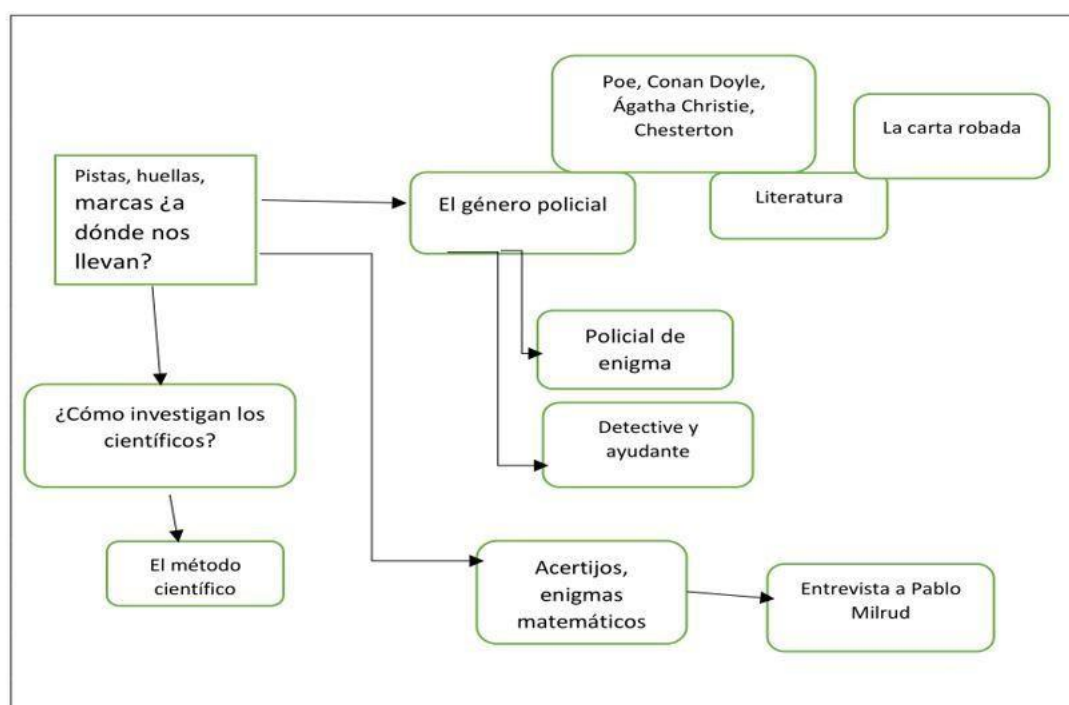 Poe, Conan Doyle,
Ágatha Christie,
Chesterton
La carta robada
Pistas, huellas,
marcas ¿a
dónde nos
llevan?
El género policial
Literatura
Policial de
enigma
¿Cómo investigan los
científicos?
Detective y
ayudante
El método
científico
Acertijos,
enigmas
matemáticos
Entrevista a Pablo
Milrud